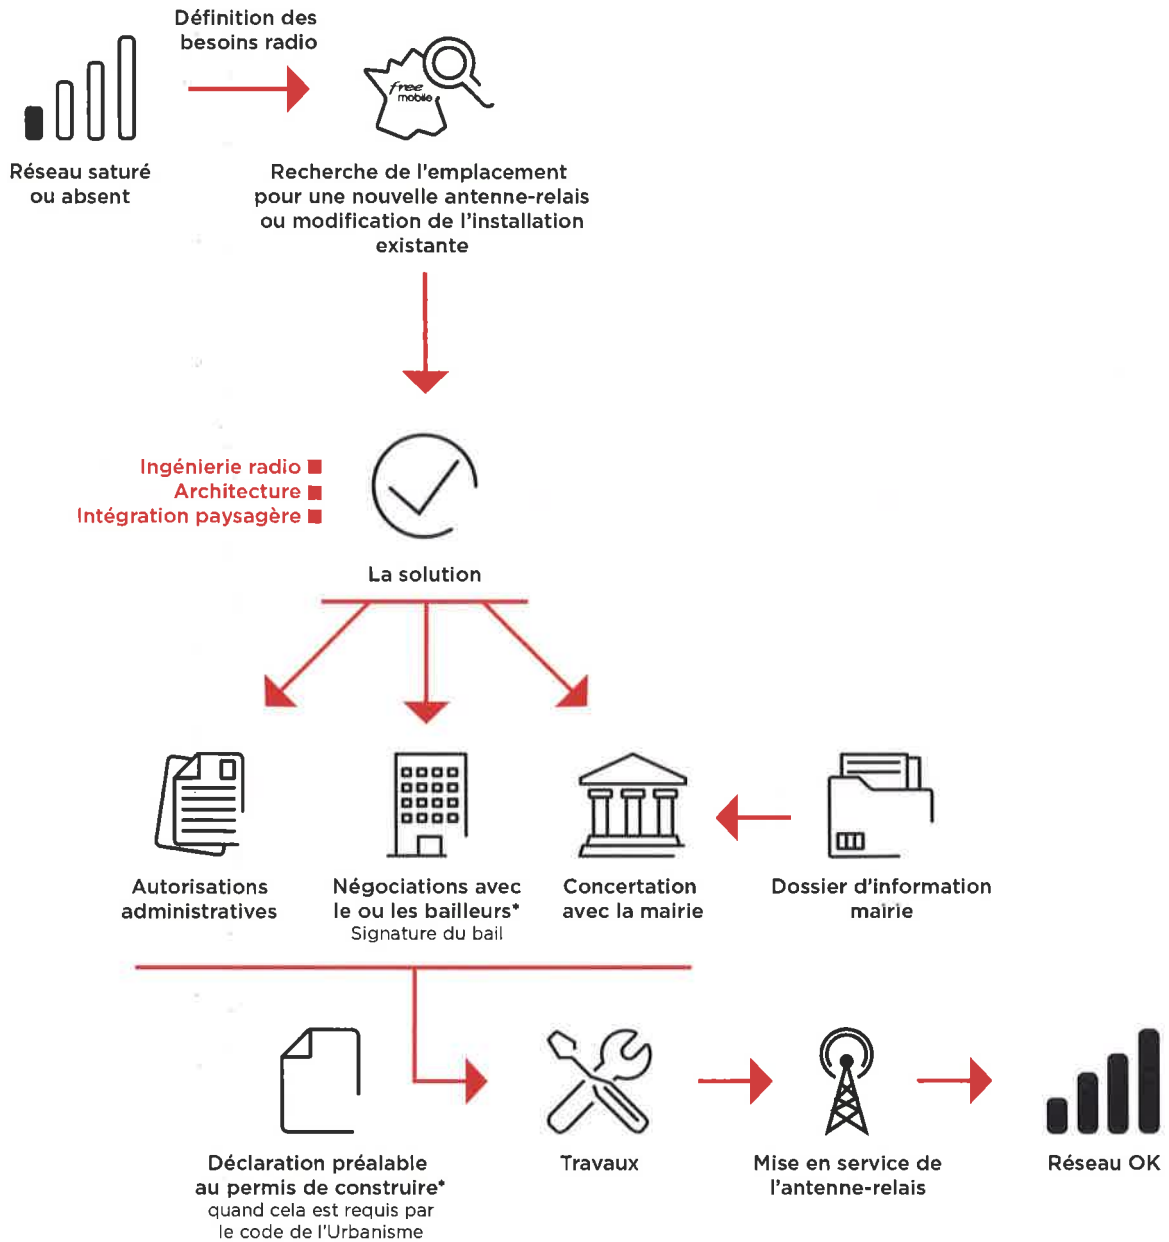 Définition des
besoins radio
free
mobile
Réseau saturé
ou absent
Recherche de l'emplacement
pour une nouvelle antenne-relais
ou modification de l'installation
existante
Ingénierie radio
Architecture
Intégration paysagère
La solution
Autorisations
administratives
Négociations avec
le ou les bailleurs*
Signature du bail
Concertation
avec la mairie
Dossier d'information
mairie
Déclaration préalable
au permis de construire*
quand cela est requis par
le code de l'Urbanisme
Travaux
Mise en service de
l'antenne-relais
Réseau OK